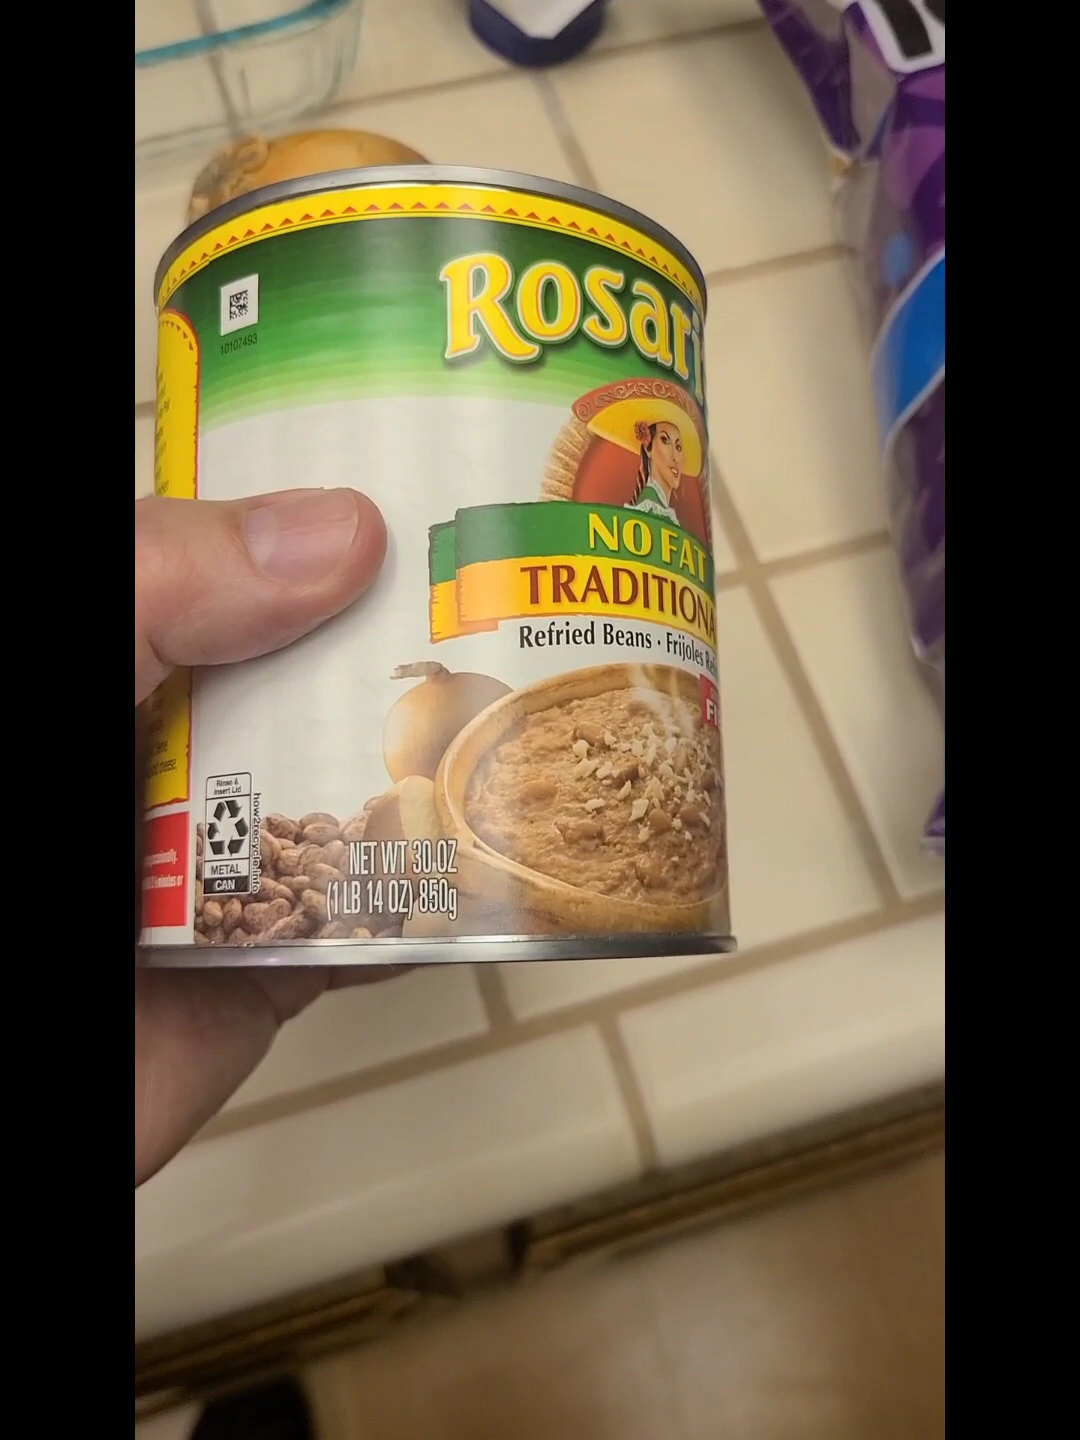 10107493
Rosari
NO FAT
TRADITIONA
Refried Beans · Frijoles
Rinse &
Insert Lid
METAL
CAN
how2recycle.info
NET WT 30 OZ
(1 LB 14 OZ) 850g